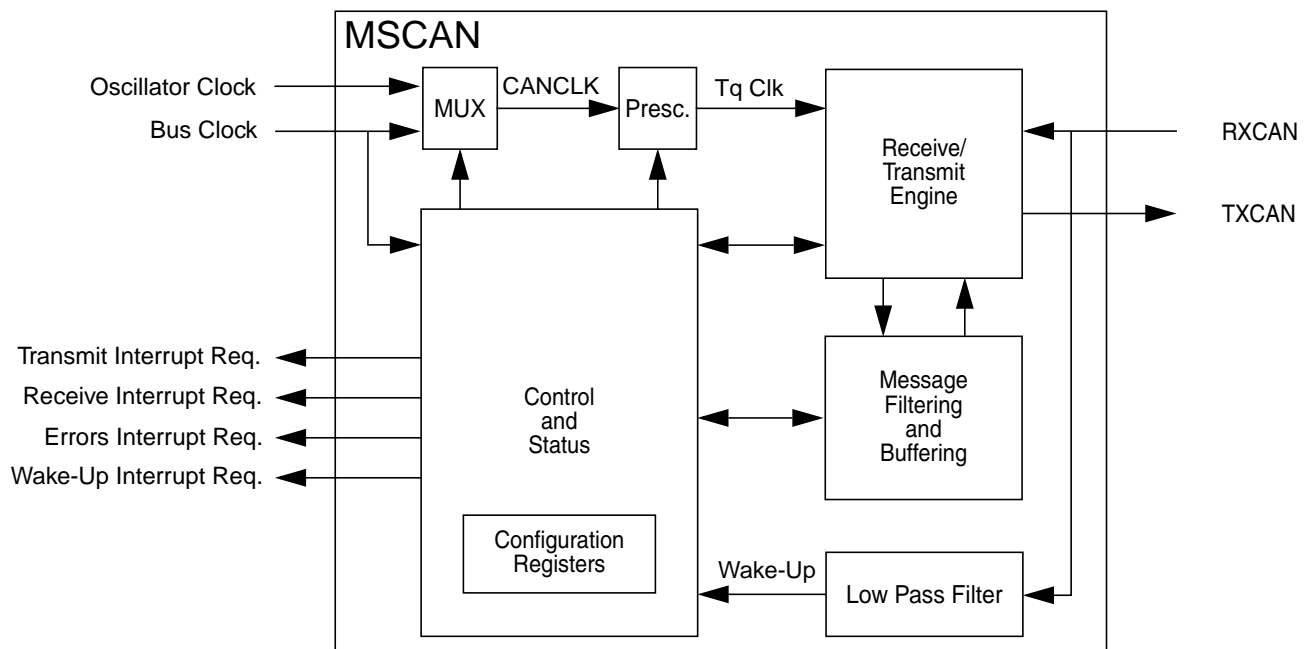 MSCAN
Oscillator Clock
Bus Clock
MUX
CANCLK
Presc.
Tq Clk
Receive/
Transmit
Engine
RXCAN
TXCAN
Transmit Interrupt Req.
Receive Interrupt Req.
Errors Interrupt Req.
Wake-Up Interrupt Req.
Control
and
Status
Message
Filtering
and
Buffering
Configuration
Registers
Wake-Up
Low Pass Filter